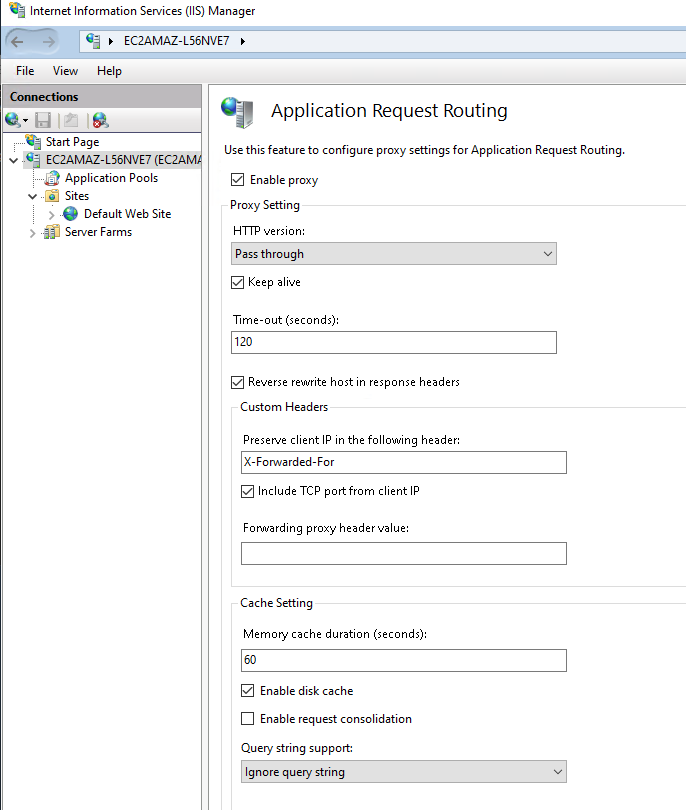 Internet Information Services (IIS) Manager
EC2AMAZ-L56NVE7
File View Help
Connections
Start Page
EC2AMAZ-L56NVE7 (EC2AMA
Application Pools
Sites
Default Web Site
Server Farms
Application Request Routing
Use this feature to configure proxy settings for Application Request Routing.
Enable proxy
Proxy Setting
HTTP version:
Pass through
Keep alive
Time-out (seconds):
120
Reverse rewrite host in response headers
Custom Headers
Preserve client IP in the following header:
X-Forwarded-For
Include TCP port from client IP
Forwarding proxy header value:
Cache Setting
Memory cache duration (seconds):
60
Enable disk cache
Enable request consolidation
Query string support:
Ignore query string